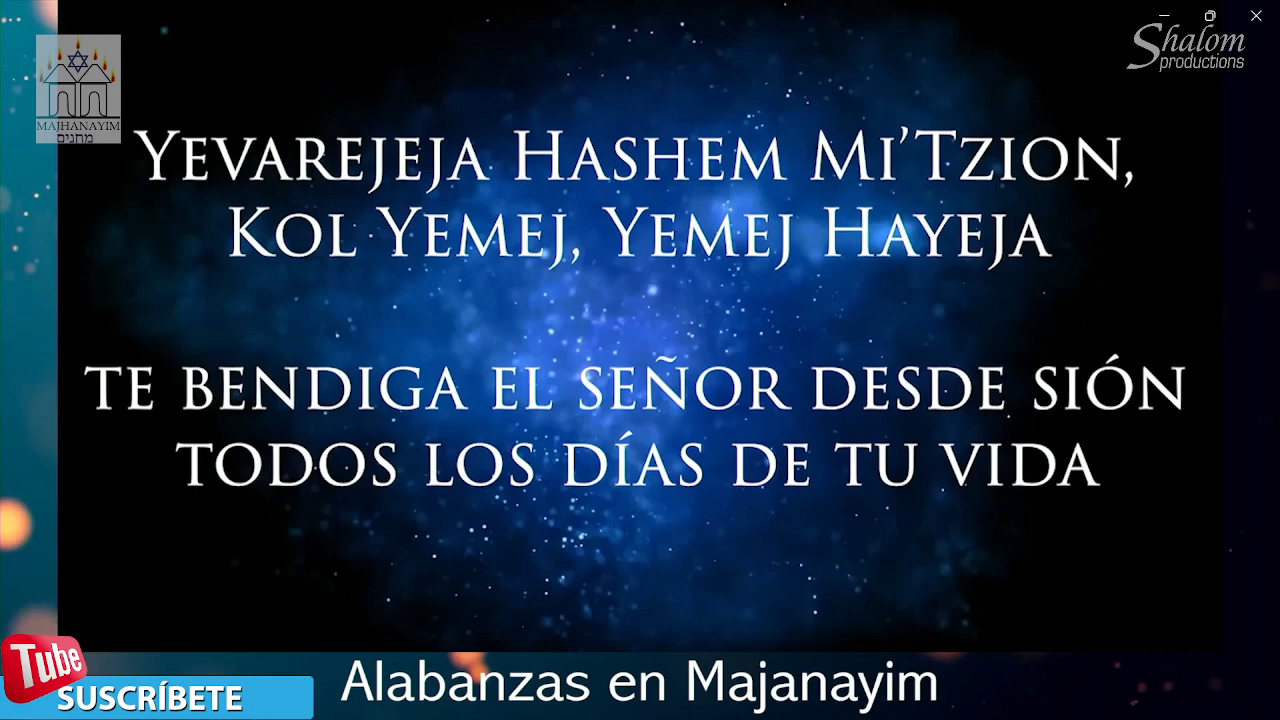 Shalom
productions
MAJHANAYIM
מחנים
YEVAREJEJA HASHEM MI'TZION,
KOL YEMEJ, YEMEJ HAYEJA
TE BENDIGA EL SEÑOR DESDE SIÓN
TODOS LOS DÍAS DE TU VIDA
Tube
SUSCRÍBETE
Alabanzas en Majanayim